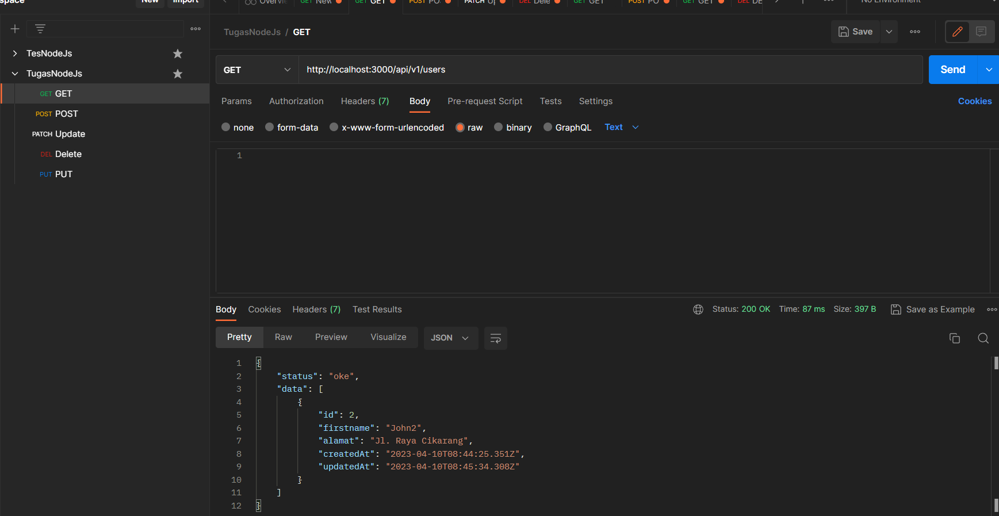 space
New
Import
Overvie
GET New
GET GET
POST PO
PATCH Up
DEL Dele
GET GET
POST PO
GET GET
DEL DE
No Environment
TugasNodeJs / GET
Save
TesNodeJs
TugasNodeJs
GET GET
POST POST
PATCH Update
DEL Delete
PUT PUT
GET
http://localhost:3000/api/v1/users
Send
Params
Authorization
Headers (7)
Body
Pre-request Script
Tests
Settings
Cookies
none
form-data
x-www-form-urlencoded
raw
binary
GraphQL
Text
1
Body
Cookies
Headers (7)
Test Results
Status: 200 OK
Time: 87 ms
Size: 397 B
Save as Example
Pretty
Raw
Preview
Visualize
JSON
1 {
2 "status": "oke",
3 "data": [
4 {
5 "id": 2,
6 "firstname": "John2",
7 "alamat": "Jl. Raya Cikarang",
8 "createdAt": "2023-04-10T08:44:25.351Z",
9 "updatedAt": "2023-04-10T08:45:34.308Z"
10 }
11 ]
12 }